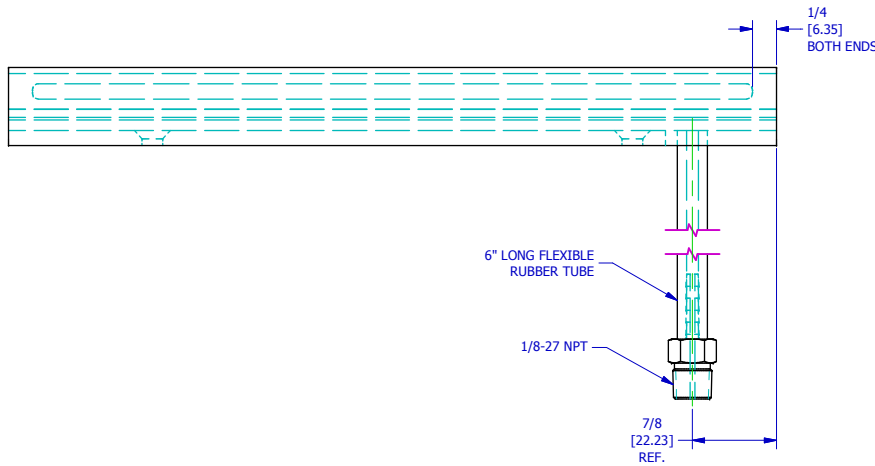 1/4
[6.35]
BOTH ENDS
6" LONG FLEXIBLE
RUBBER TUBE
1/8-27 NPT
7/8
[22.23]
REF.